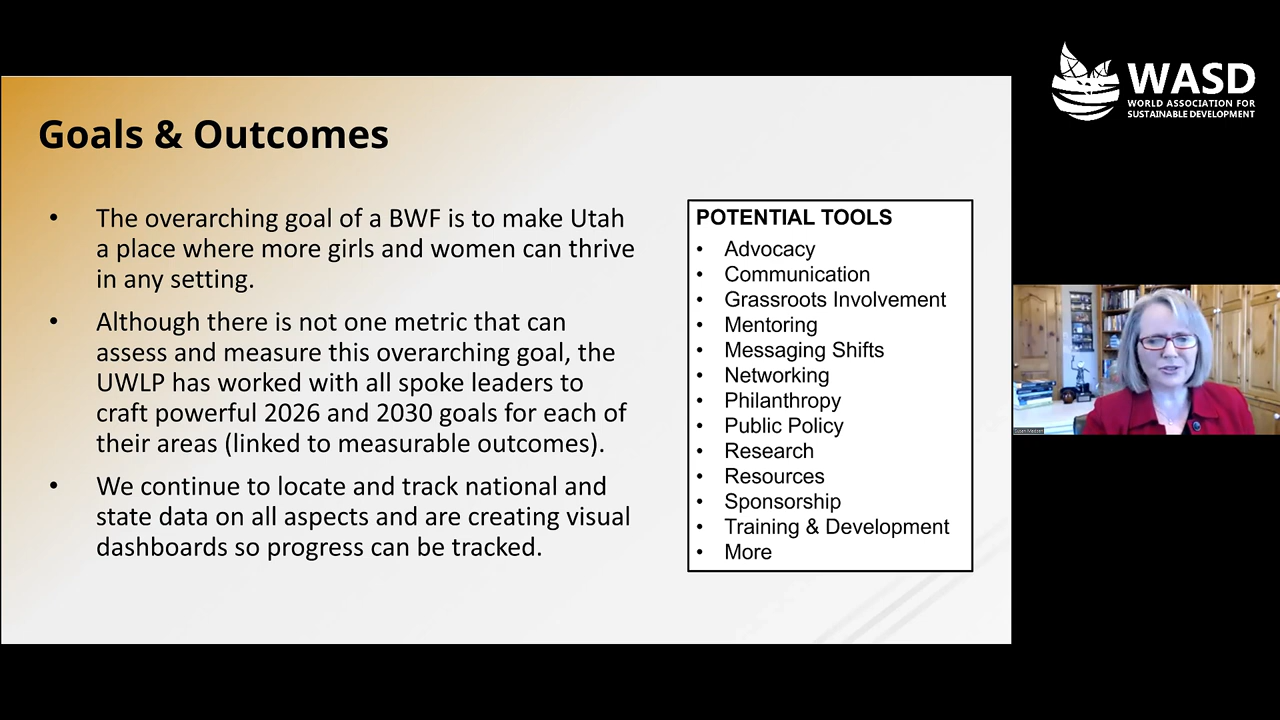 WASD
WORLD ASSOCIATION FOR
SUSTAINABLE DEVELOPMENT
Goals & Outcomes
• The overarching goal of a BWF is to make Utah
a place where more girls and women can thrive
in any setting.
• Although there is not one metric that can
assess and measure this overarching goal, the
UWLP has worked with all spoke leaders to
craft powerful 2026 and 2030 goals for each of
their areas (linked to measurable outcomes).
• We continue to locate and track national and
state data on all aspects and are creating visual
dashboards so progress can be tracked.
POTENTIAL TOOLS
• Advocacy
• Communication
• Grassroots Involvement
• Mentoring
• Messaging Shifts
• Networking
• Philanthropy
• Public Policy
• Research
• Resources
• Sponsorship
• Training & Development
• More